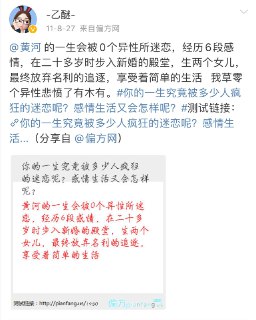 -乙醚-
11-8-27 来自偏方网
@黄河 的一生会被0个异性所迷恋，经历6段感
情，在二十多岁时步入新婚的殿堂，生两个女儿，
最终放弃名利的追逐，享受着简单的生活 我草零
个异性悲愤了有木有。#你的一生究竟被多少人疯
狂的迷恋呢？感情生活又会怎样呢？#测试链接：
你的一生究竟被多少人疯狂的迷恋呢？感情生
活...（分享自 @偏方网）
你的一生究竟被多少人疯狂
的迷恋呢？感情生活又会怎样
呢？
黄河的一生会被0个异性所迷
恋，经历6段感情，在二十多
岁时步入新婚的殿堂，生两个
女儿，最终放弃名利的追逐，
享受着简单的生活
测试链接：http://pianfang.us/
偏方